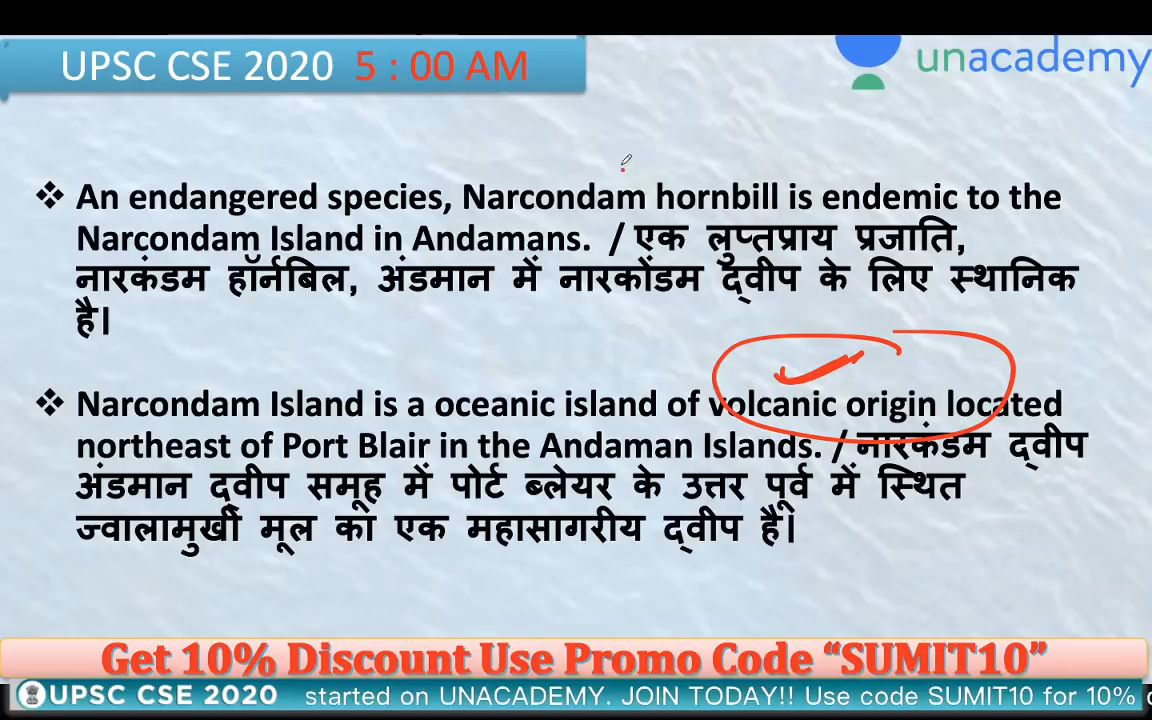 UPSC CSE 2020 5 : 00 AM
unacademy
❖ An endangered species, Narcondam hornbill is endemic to the
Narcondam Island in Andamans. / एक लुप्तप्राय प्रजाति,
नारकंडम हॉर्नबिल, अंडमान में नारकोंडम द्वीप के लिए स्थानिक
है।
❖ Narcondam Island is a oceanic island of volcanic origin located
northeast of Port Blair in the Andaman Islands. / नारकंडम द्वीप
अंडमान द्वीप समूह में पोर्ट ब्लेयर के उत्तर पूर्व में स्थित
ज्वालामुखी मूल का एक महासागरीय द्वीप है।
Get 10% Discount Use Promo Code “SUMIT10”
UPSC CSE 2020 started on UNACADEMY. JOIN TODAY!! Use code SUMIT10 for 10%